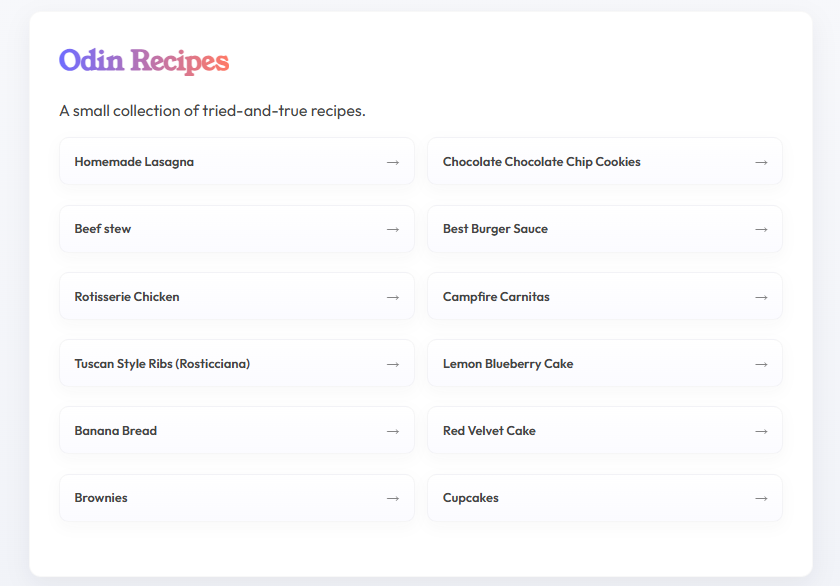 Odin Recipes
A small collection of tried-and-true recipes.
Homemade Lasagna →
Chocolate Chocolate Chip Cookies →
Beef stew →
Best Burger Sauce →
Rotisserie Chicken →
Campfire Carnitas →
Tuscan Style Ribs (Rosticciana) →
Lemon Blueberry Cake →
Banana Bread →
Red Velvet Cake →
Brownies →
Cupcakes →